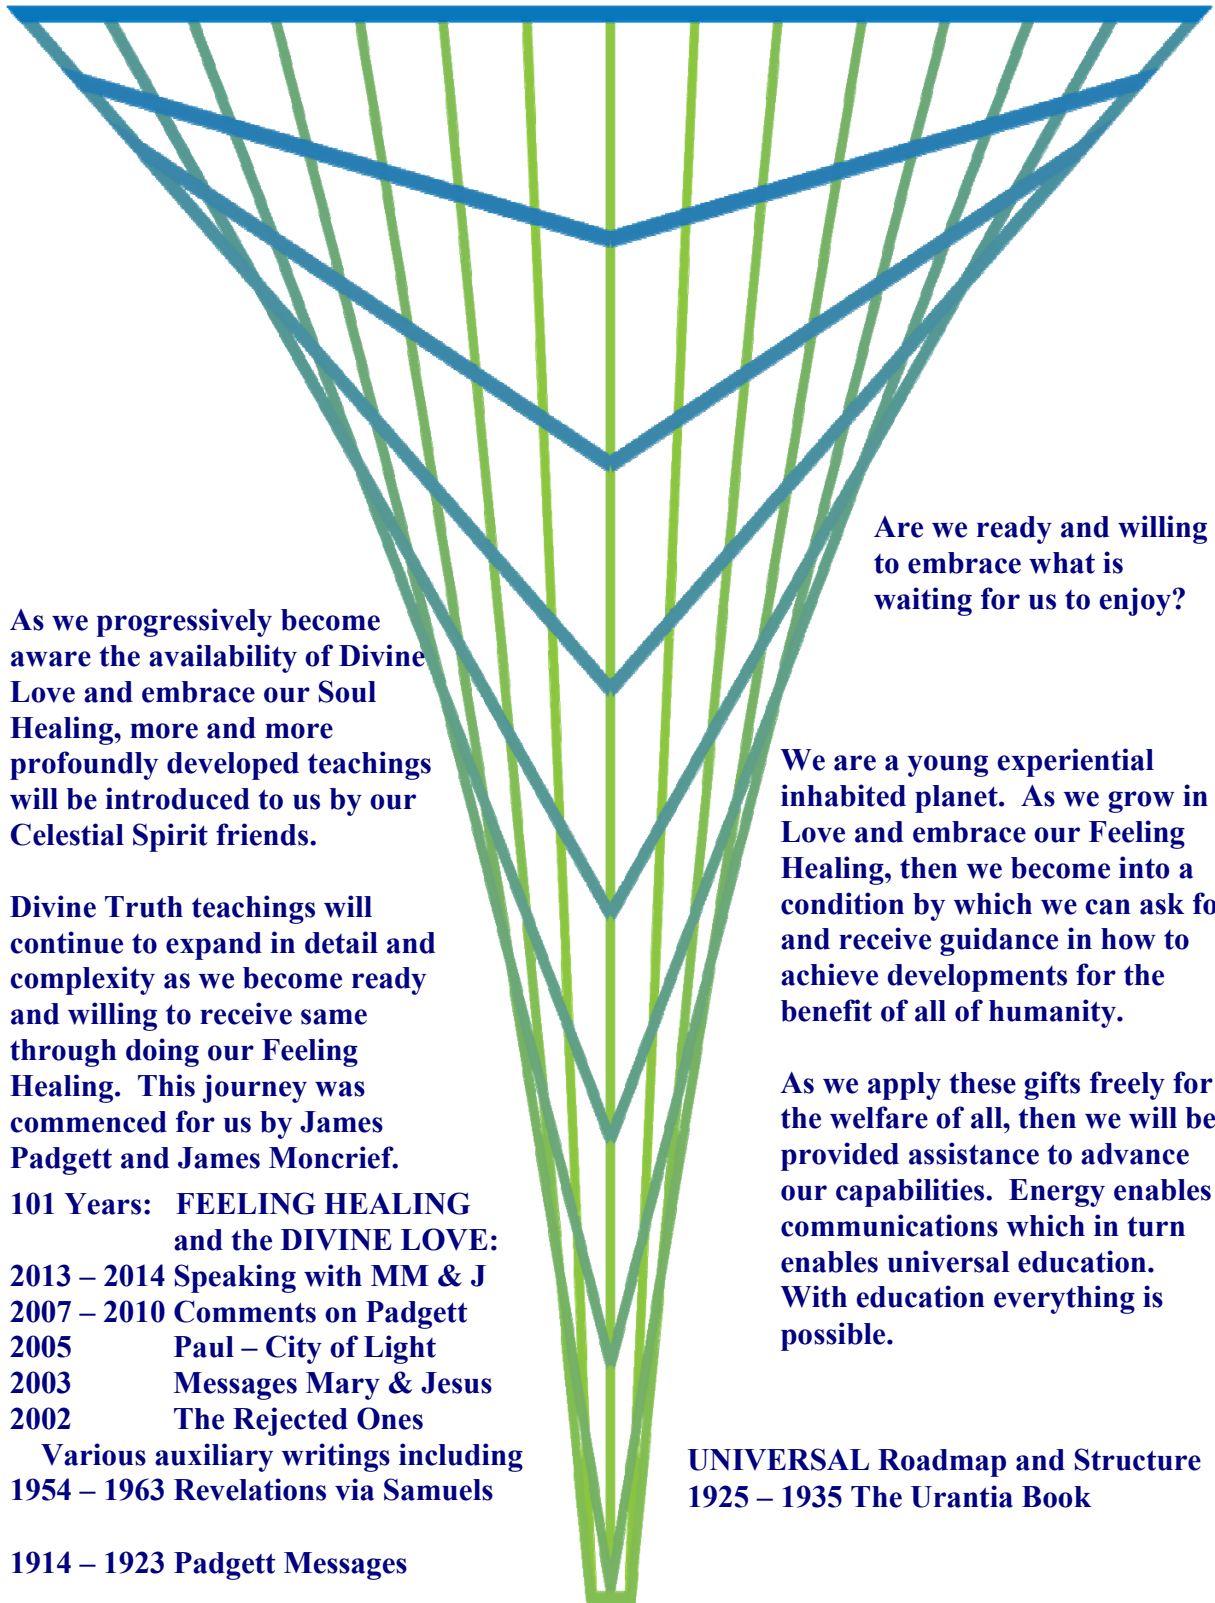 Are we ready and willing
to embrace what is
waiting for us to enjoy?
As we progressively become
aware the availability of Divine
Love and embrace our Soul
Healing, more and more
profoundly developed teachings
will be introduced to us by our
Celestial Spirit friends.
Divine Truth teachings will
continue to expand in detail and
complexity as we become ready
and willing to receive same
through doing our Feeling
Healing.  This journey was
commenced for us by James
Padgett and James Moncrief.
101 Years:   FEELING HEALING
and the DIVINE LOVE:
2013 – 2014 Speaking with MM & J
2007 – 2010 Comments on Padgett
2005 Paul – City of Light
2003 Messages Mary & Jesus
2002 The Rejected Ones
Various auxiliary writings including
1954 – 1963 Revelations via Samuels
1914 – 1923 Padgett Messages
We are a young experiential
inhabited planet.  As we grow in
Love and embrace our Feeling
Healing, then we become into a
condition by which we can ask fo
and receive guidance in how to
achieve developments for the
benefit of all of humanity.
As we apply these gifts freely for
the welfare of all, then we will be
provided assistance to advance
our capabilities.  Energy enables
communications which in turn
enables universal education.
With education everything is
possible.
UNIVERSAL Roadmap and Structure
1925 – 1935 The Urantia Book